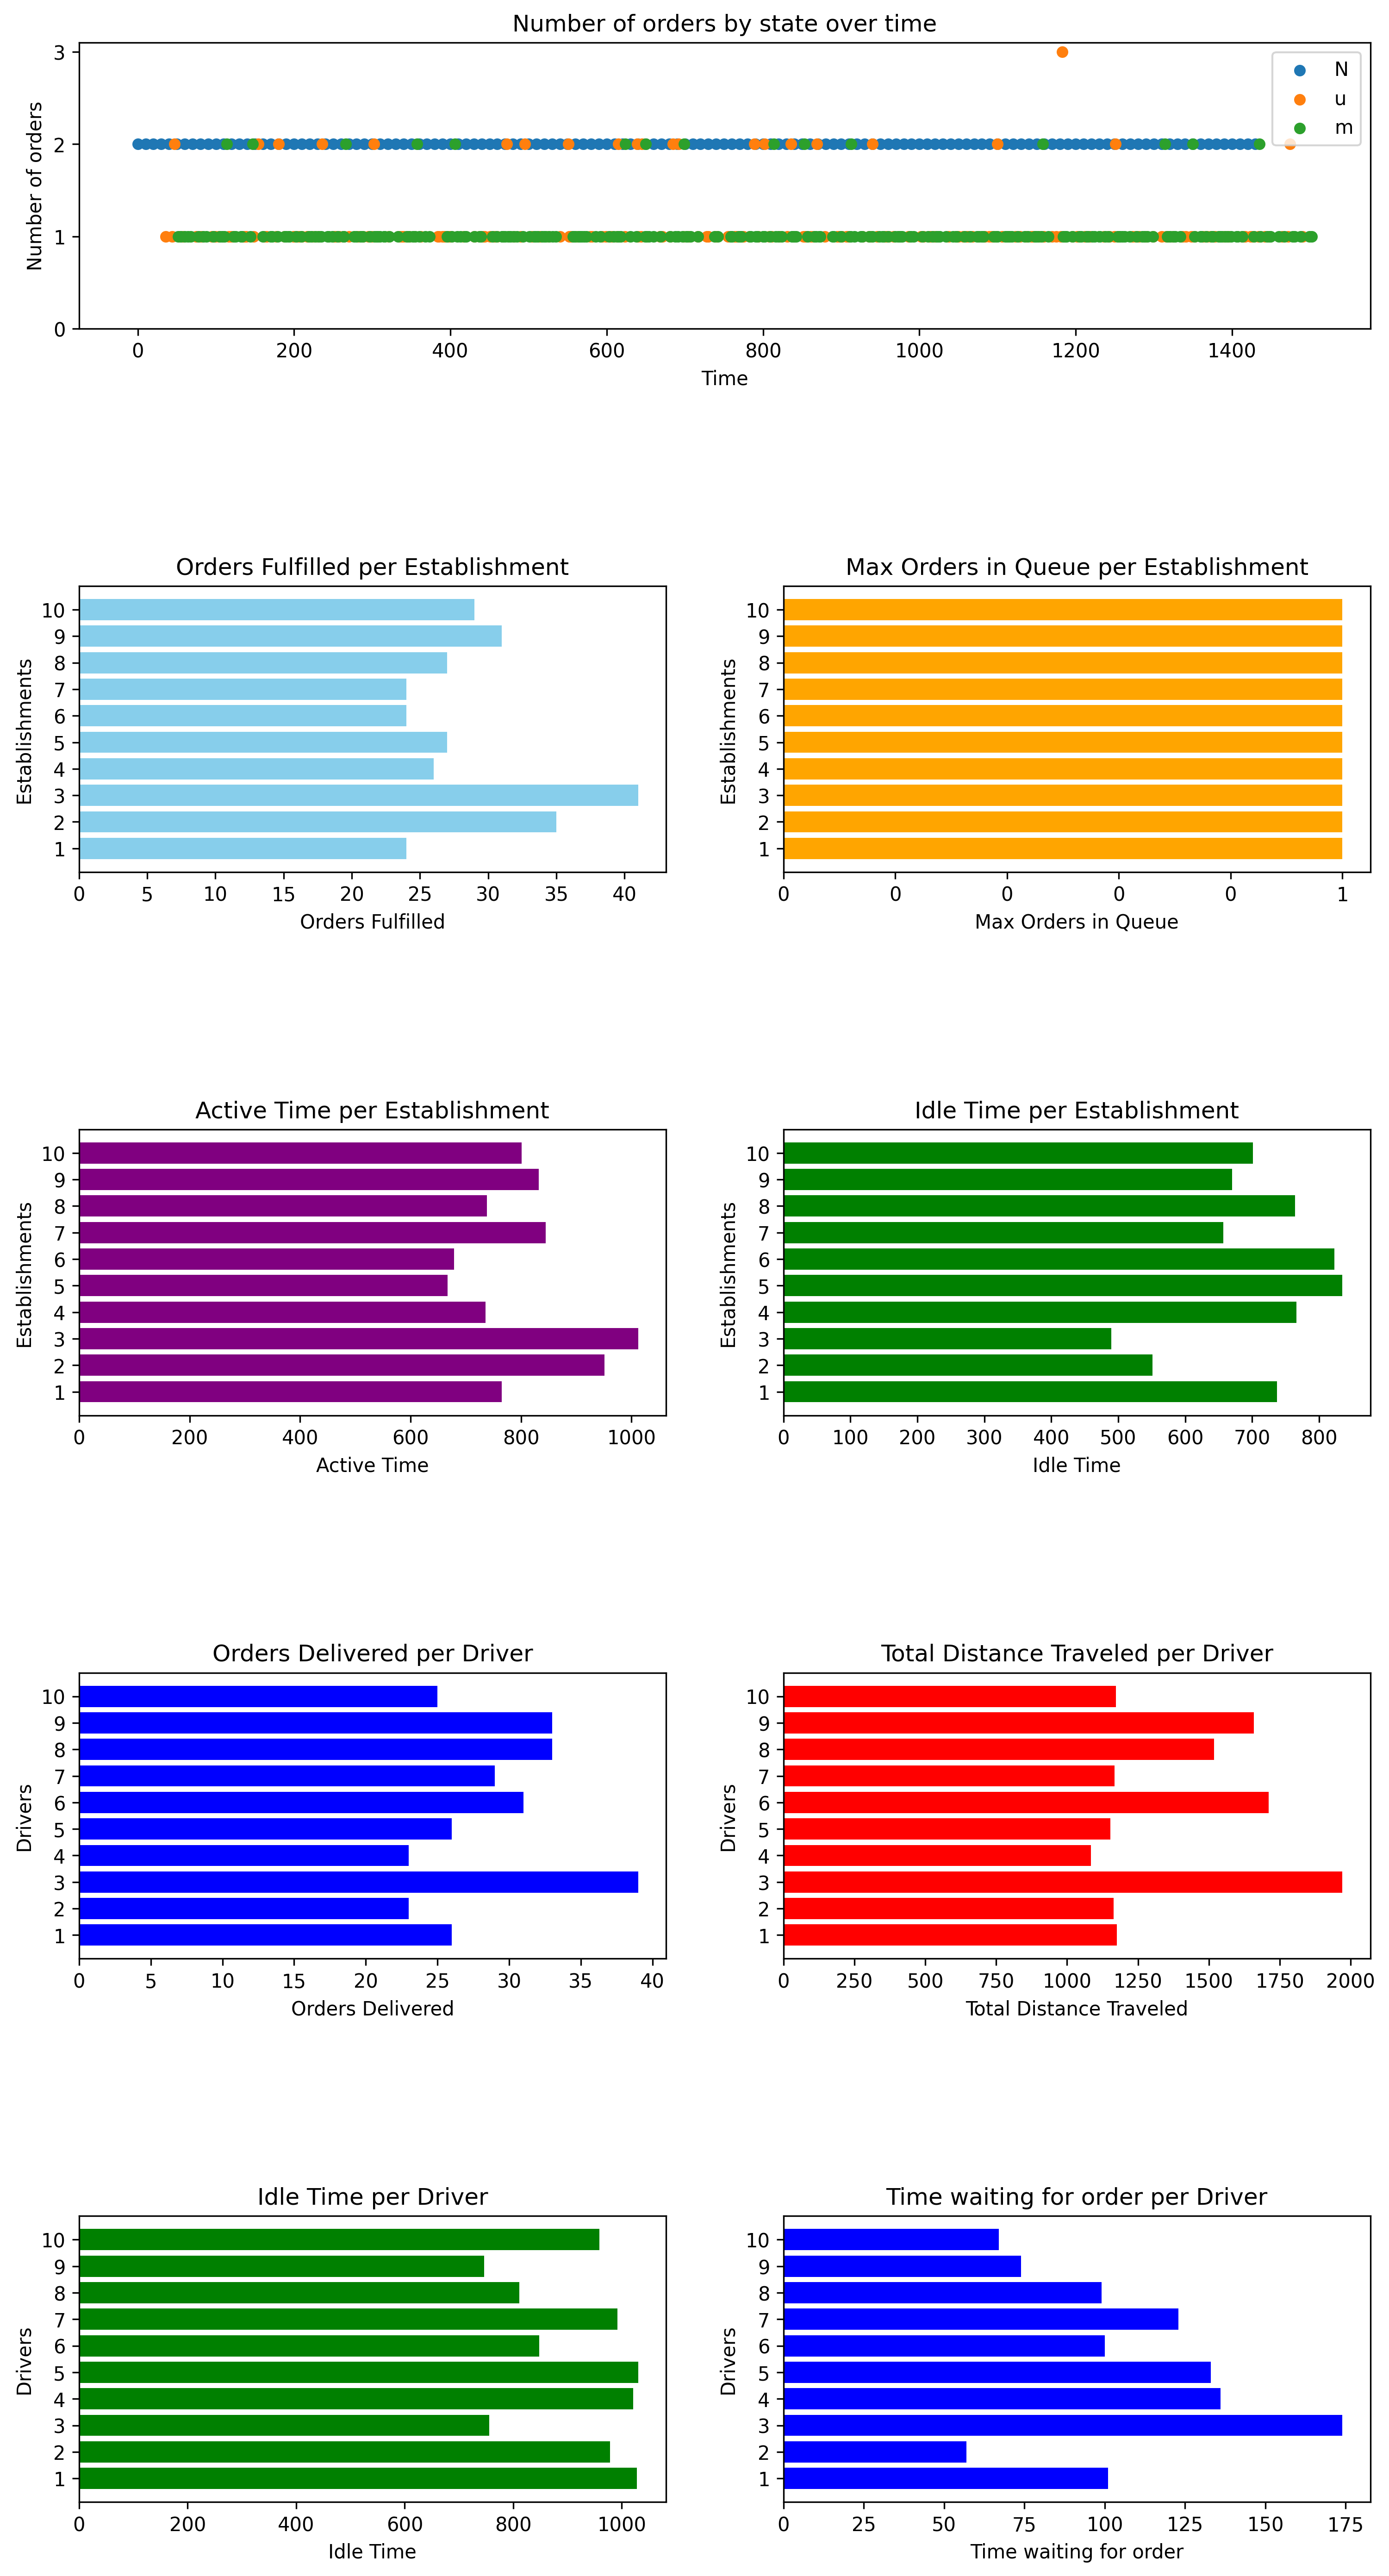 Number of orders by state over time
Number of orders
3
2
1
0
N
u
m
0 200 400 600 800 1000 1200 1400
Time
Orders Fulfilled per Establishment
Establishments
10
9
8
7
6
5
4
3
2
1
0 5 10 15 20 25 30 35 40
Orders Fulfilled
Max Orders in Queue per Establishment
Establishments
10
9
8
7
6
5
4
3
2
1
0 0 0 0 0 1
Max Orders in Queue
Active Time per Establishment
Establishments
10
9
8
7
6
5
4
3
2
1
0 200 400 600 800 1000
Active Time
Idle Time per Establishment
Establishments
10
9
8
7
6
5
4
3
2
1
0 100 200 300 400 500 600 700 800
Idle Time
Orders Delivered per Driver
Drivers
10
9
8
7
6
5
4
3
2
1
0 5 10 15 20 25 30 35 40
Orders Delivered
Total Distance Traveled per Driver
Drivers
10
9
8
7
6
5
4
3
2
1
0 250 500 750 1000 1250 1500 1750 2000
Total Distance Traveled
Idle Time per Driver
Drivers
10
9
8
7
6
5
4
3
2
1
0 200 400 600 800 1000
Idle Time
Time waiting for order per Driver
Drivers
10
9
8
7
6
5
4
3
2
1
0 25 50 75 100 125 150 175
Time waiting for order